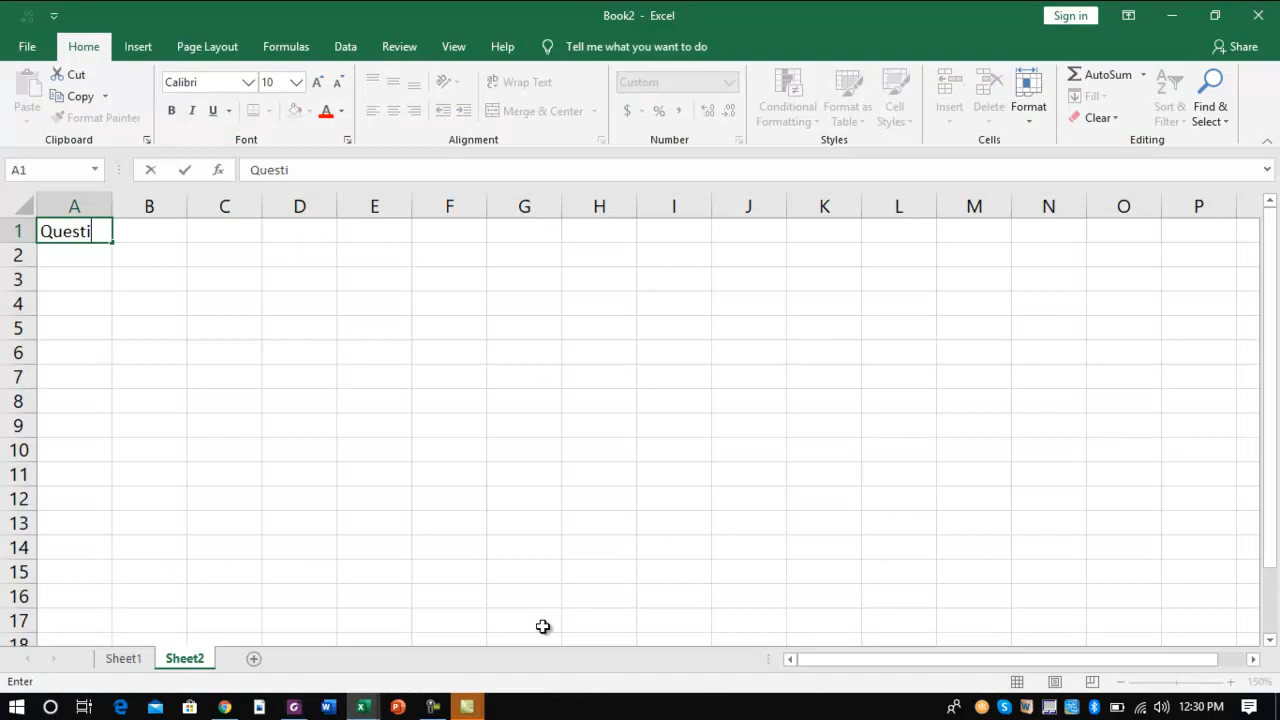 Book2 - Excel
Sign in
File Home Insert Page Layout Formulas Data Review View Help Tell me what you want to do Share
Paste
Cut
Copy
Format Painter
Clipboard
Calibri 10
B I U A
Font
Wrap Text
Merge & Center
Alignment
Custom
$ % ,
Number
Conditional Formatting
Format as Table
Cell Styles
Styles
Insert
Delete
Format
Cells
AutoSum
Fill
Clear
Sort & Filter
Find & Select
Editing
A1 fx Questi
A B C D E F G H I J K L M N O P
1 Questi
2
3
4
5
6
7
8
9
10
11
12
13
14
15
16
17
18
Sheet1 Sheet2
Enter 150%
12:30 PM